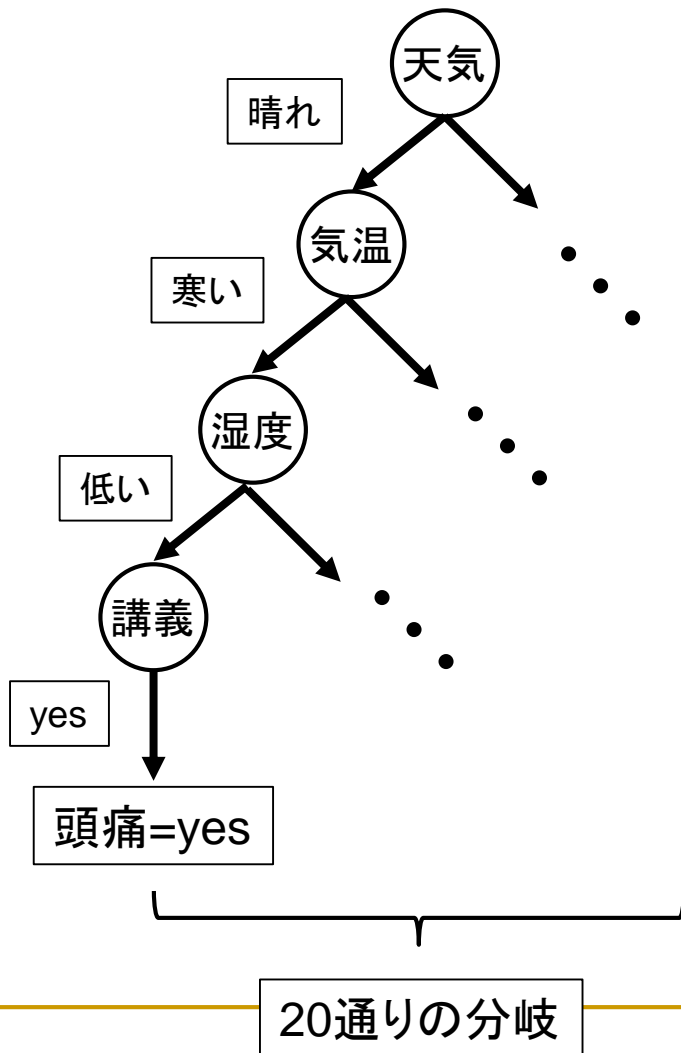 天気
晴れ
気温
寒い
湿度
低い
講義
yes
頭痛=yes
20通りの分岐